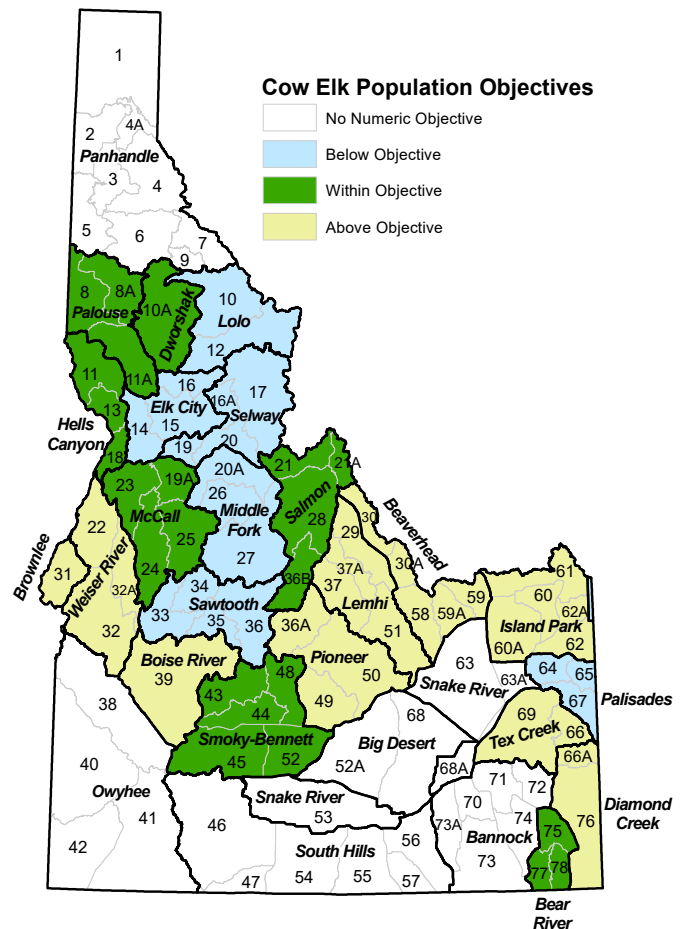 Cow Elk Population Objectives
No Numeric Objective
Below Objective
Within Objective
Above Objective
1
2
4A
Panhandle
3
4
5
6
7
9
8
8A
Palouse
10A
Dworshak
10
Lolo
12
11
11A
13
Hells
Canyon
18
14
15
16
Elk City
16A
17
Selway
19
20
23
19A
McCall
25
24
20A
26
Middle
Fork
27
21
21A
Salmon
28
36B
22
Weiser River
32A
32
Brownlee
31
33
34
Sawtooth
35
36
29
37A
37
Lemhi
51
30
Beaverhead
30A
58
59A
59
61
60
62A
Island Park
60A
62
Boise River
39
36A
Pioneer
50
49
43
48
44
Smoky-Bennett
45
52
63
Snake River
63A
64
65
67
Palisades
69
Tex Creek
66
66A
76
Diamond
Creek
68
Big Desert
52A
68A
38
40
Owyhee
41
42
Snake River
53
46
South Hills
47
54
55
56
57
71
72
70
73A
74
Bannock
73
75
77
78
Bear
River